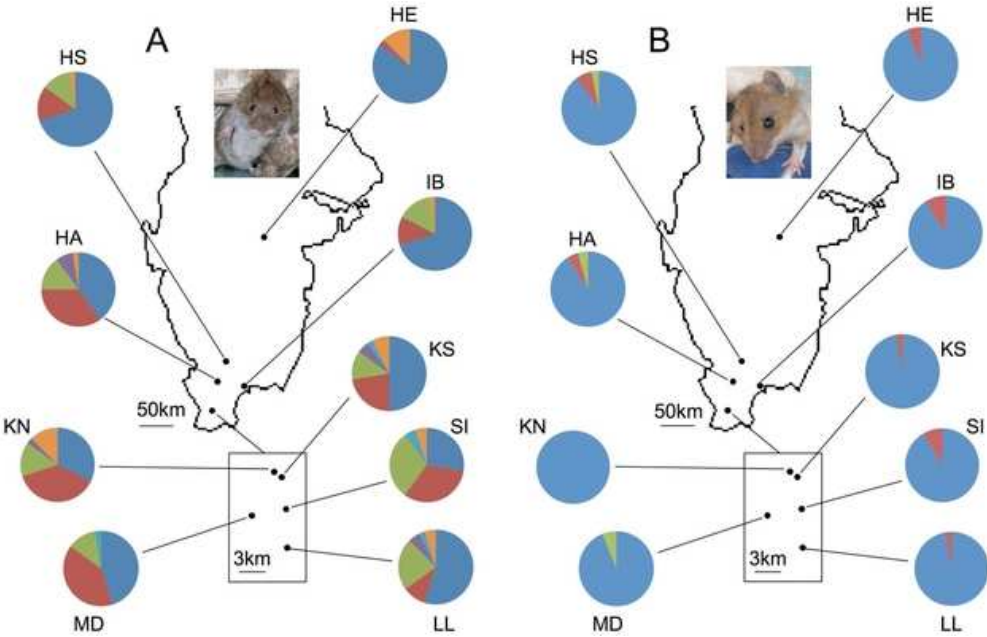 A
HE
HS
IB
HA
KS
50km
KN
SI
3km
MD
LL
B
HE
HS
IB
HA
KS
50km
KN
SI
3km
MD
LL